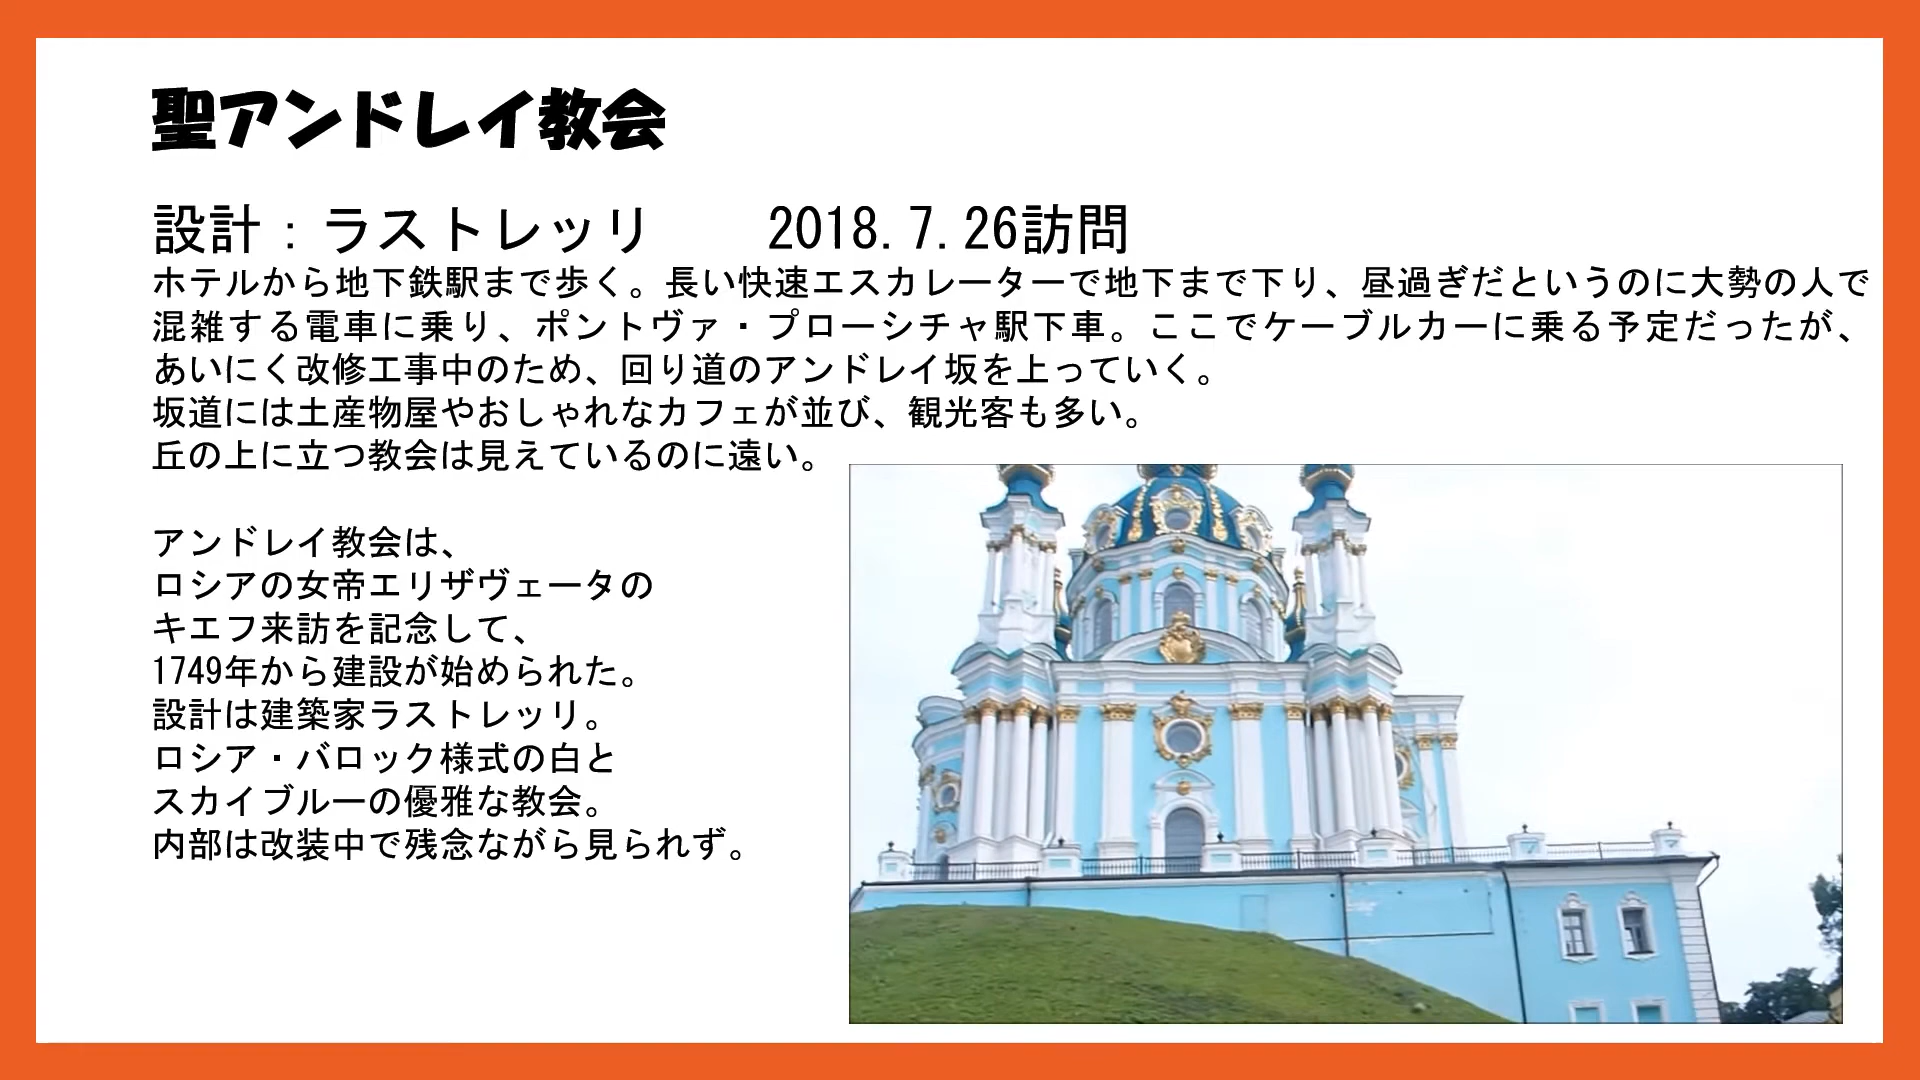 聖アンドレイ教会
設計：ラストレッリ　　2018.7.26訪問
ホテルから地下鉄駅まで歩く。長い快速エスカレーターで地下まで下り、昼過ぎだというのに大勢の人で
混雑する電車に乗り、ポントヴァ・プローシチャ駅下車。ここでケーブルカーに乗る予定だったが、
あいにく改修工事中のため、回り道のアンドレイ坂を上っていく。
坂道には土産物屋やおしゃれなカフェが並び、観光客も多い。
丘の上に立つ教会は見えているのに遠い。
アンドレイ教会は、
ロシアの女帝エリザヴェータの
キエフ来訪を記念して、
1749年から建設が始められた。
設計は建築家ラストレッリ。
ロシア・バロック様式の白と
スカイブルーの優雅な教会。
内部は改装中で残念ながら見られず。